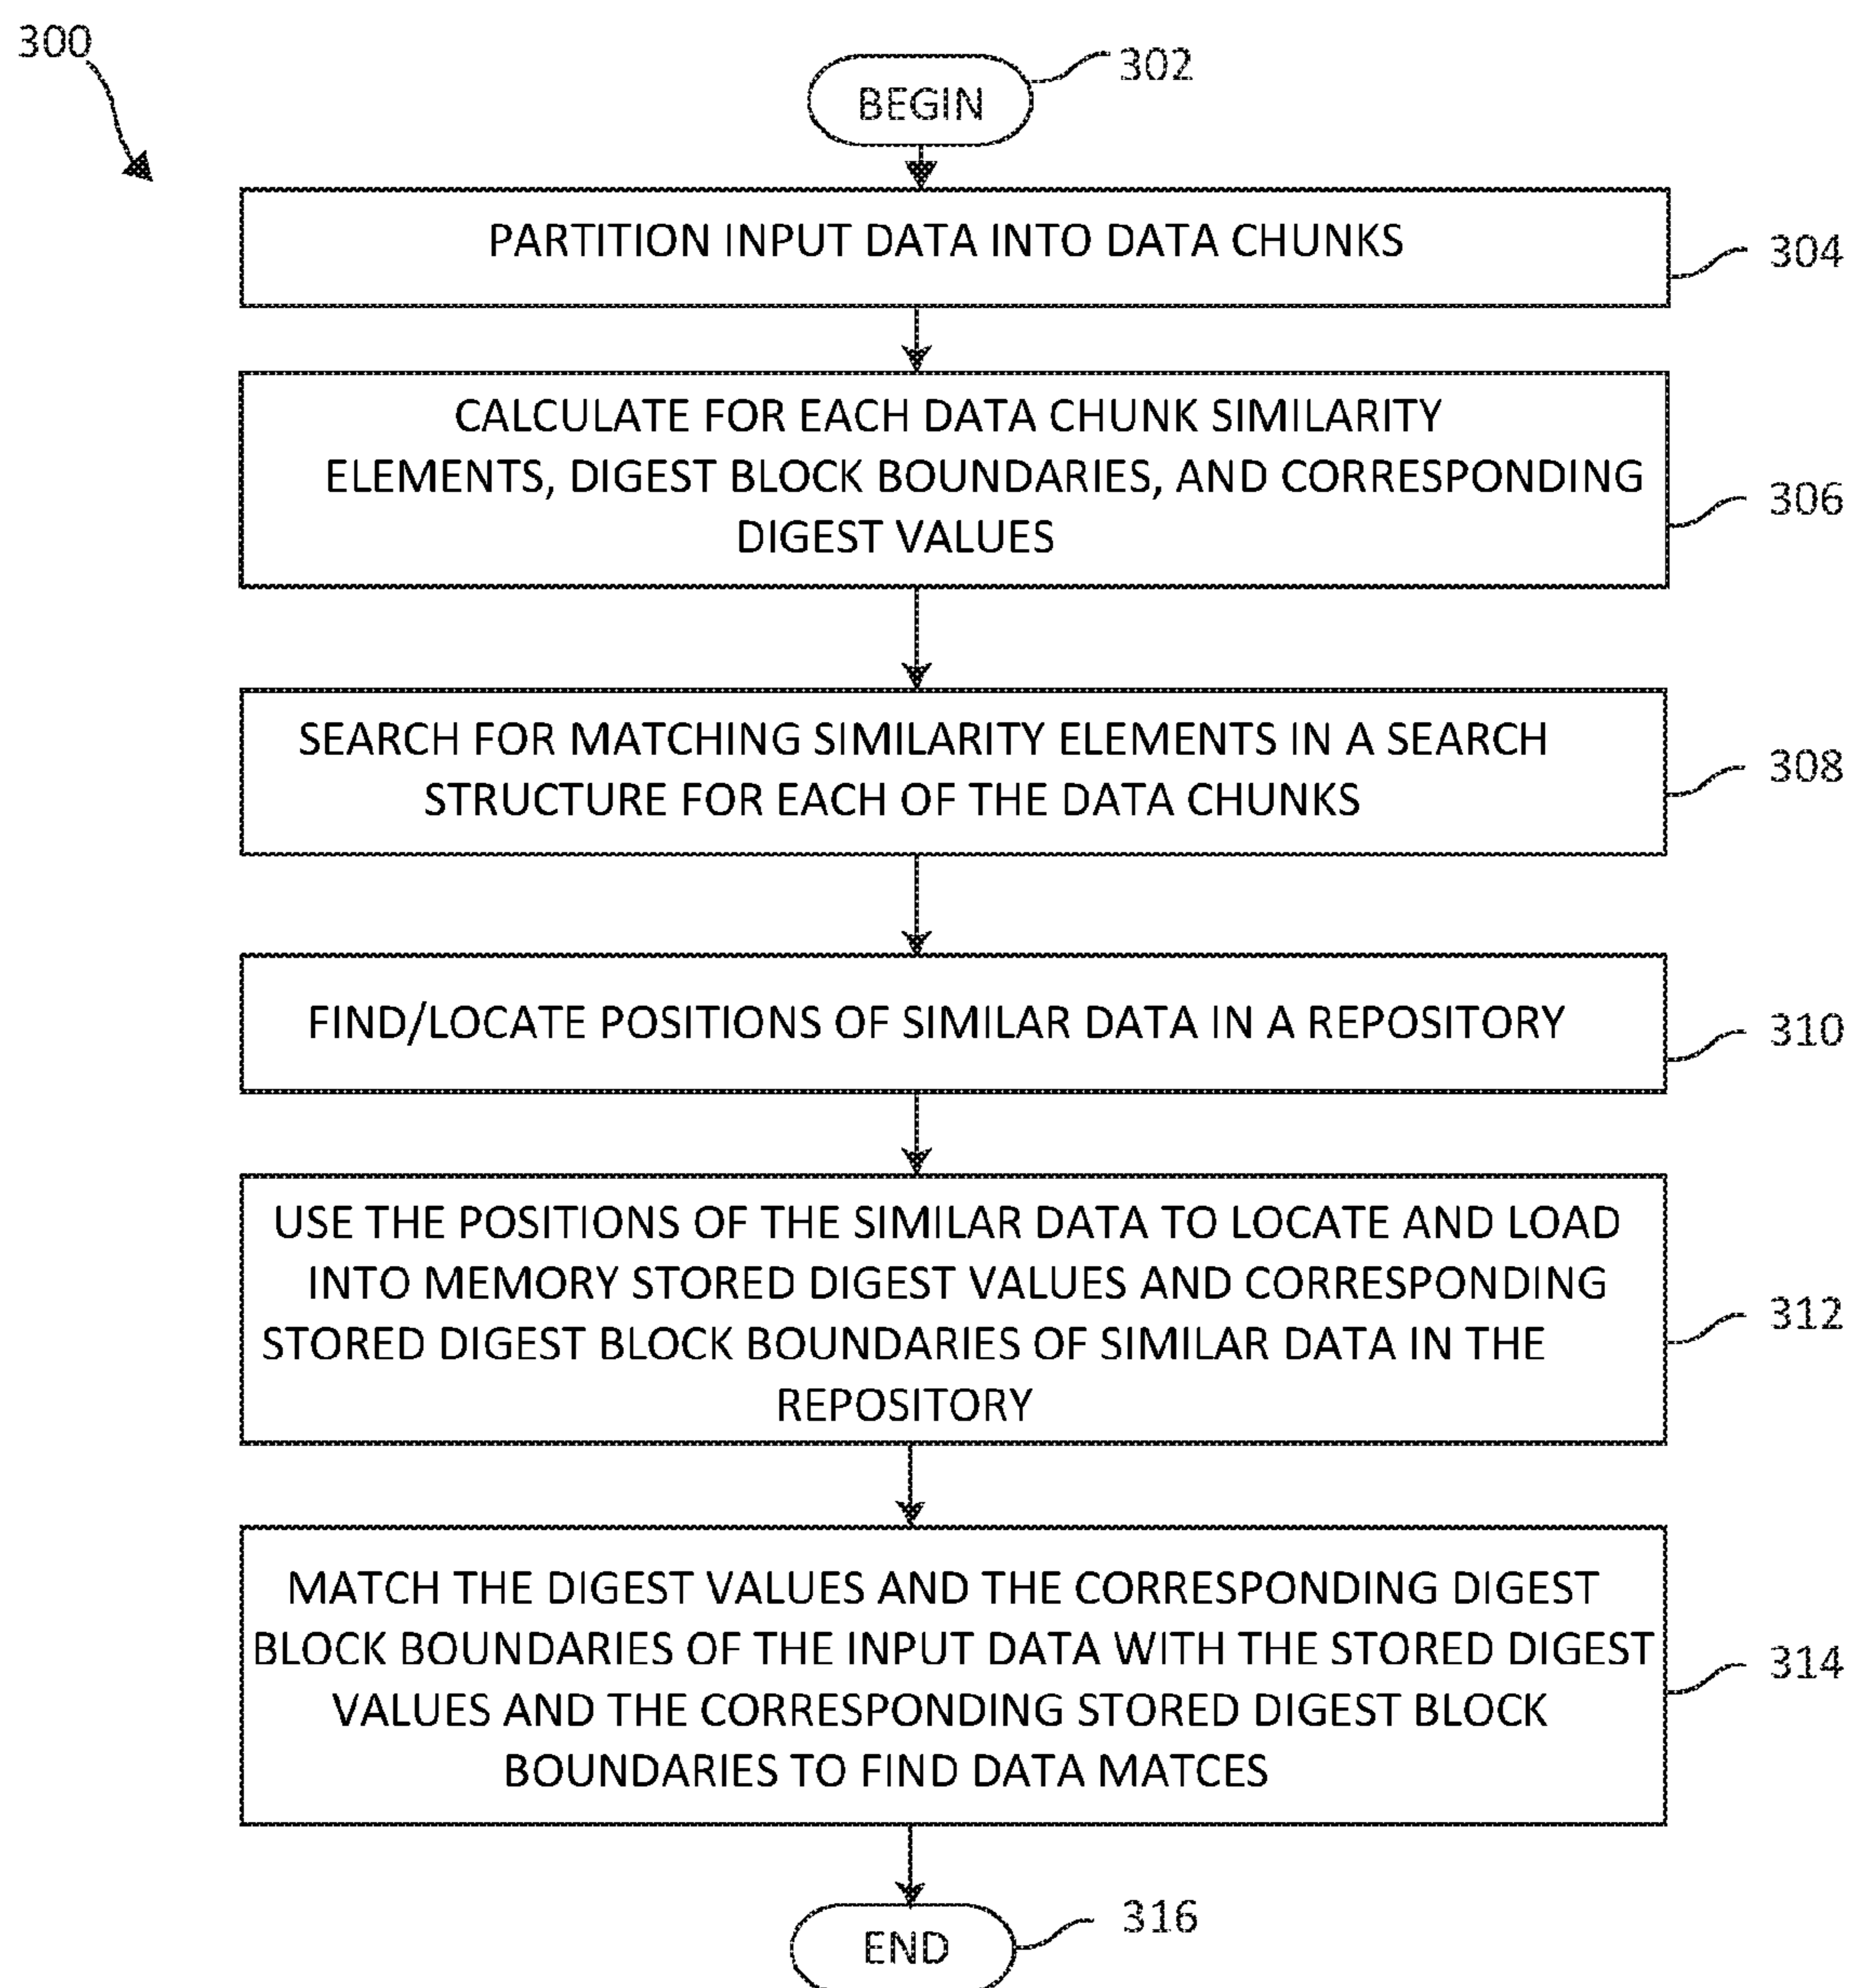 300
302
BEGIN
PARTITION INPUT DATA INTO DATA CHUNKS
304
CALCULATE FOR EACH DATA CHUNK SIMILARITY
ELEMENTS, DIGEST BLOCK BOUNDARIES, AND CORRESPONDING
DIGEST VALUES
306
SEARCH FOR MATCHING SIMILARITY ELEMENTS IN A SEARCH
STRUCTURE FOR EACH OF THE DATA CHUNKS
308
FIND/LOCATE POSITIONS OF SIMILAR DATA IN A REPOSITORY
310
USE THE POSITIONS OF THE SIMILAR DATA TO LOCATE AND LOAD
INTO MEMORY STORED DIGEST VALUES AND CORRESPONDING
STORED DIGEST BLOCK BOUNDARIES OF SIMILAR DATA IN THE
REPOSITORY
312
MATCH THE DIGEST VALUES AND THE CORRESPONDING DIGEST
BLOCK BOUNDARIES OF THE INPUT DATA WITH THE STORED DIGEST
VALUES AND THE CORRESPONDING STORED DIGEST BLOCK
BOUNDARIES TO FIND DATA MATCES
314
END
316